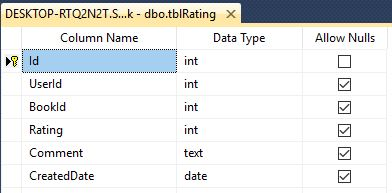 DESKTOP-RTQ2N2T.S...k - dbo.tblRating
Column Name Data Type Allow Nulls
Id int
UserId int
BookId int
Rating int
Comment text
CreatedDate date